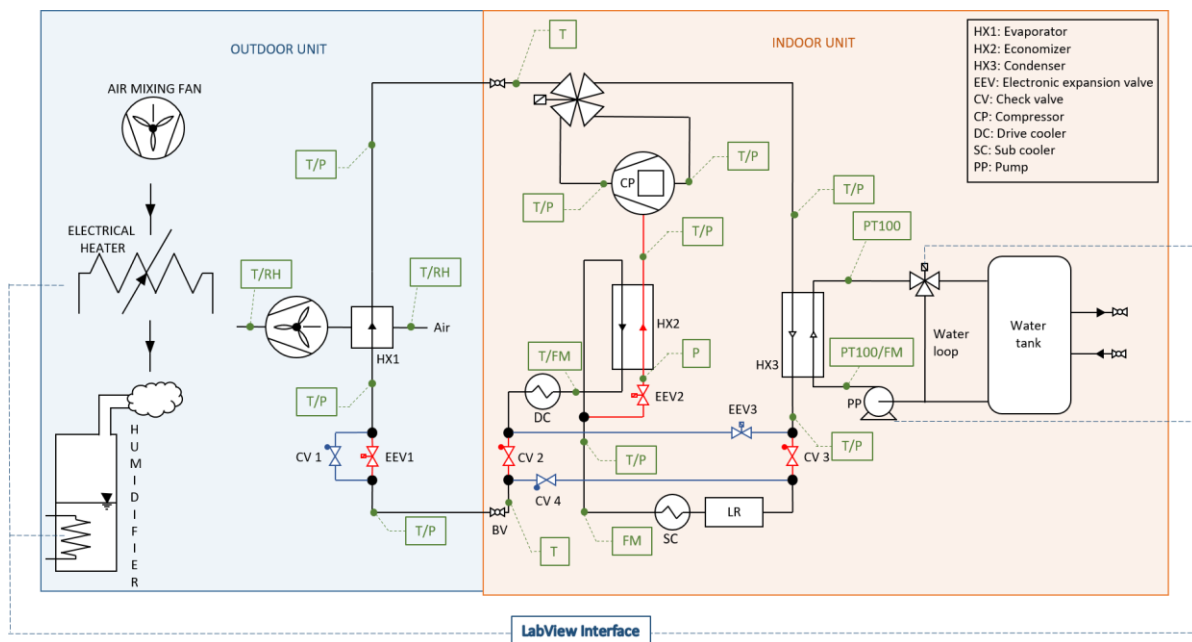 OUTDOOR UNIT
INDOOR UNIT
AIR MIXING FAN
ELECTRICAL
HEATER
HUMIDIFIER
T/RH
T/RH
Air
HX1
T/P
T/P
CV 1
EEV1
T/P
BV
T
T
CP
T/P
T/P
T/P
HX2
T/FM
P
DC
EEV2
EEV3
CV 2
T/P
CV 3
T/P
CV 4
FM
SC
LR
T/P
HX3
PT100
PT100/FM
PP
Water
loop
Water
tank
HX1: Evaporator
HX2: Economizer
HX3: Condenser
EEV: Electronic expansion valve
CV: Check valve
CP: Compressor
DC: Drive cooler
SC: Sub cooler
PP: Pump
LabView Interface